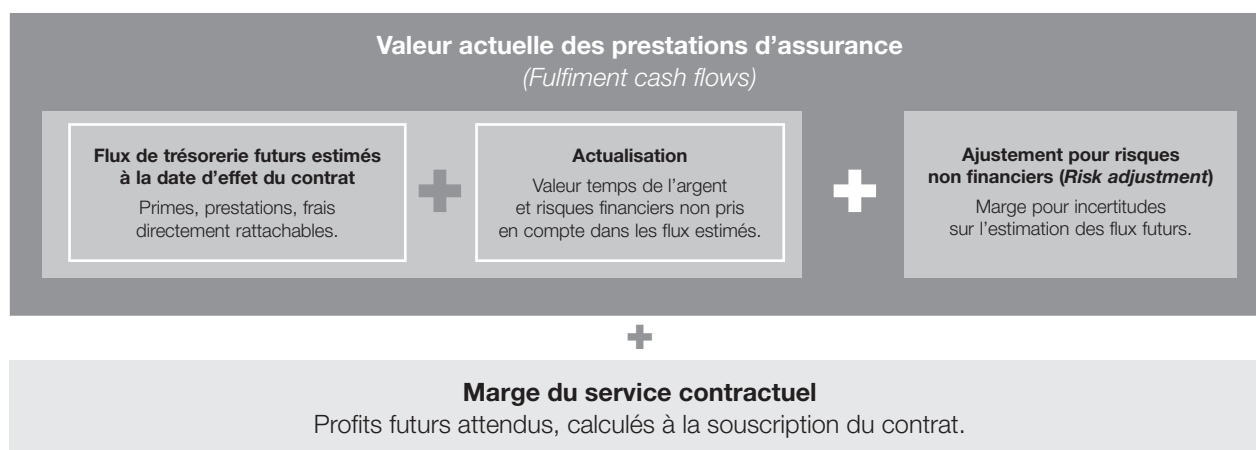 Valeur actuelle des prestations d’assurance
(Fulfiment cash flows)
Flux de trésorerie futurs estimés
à la date d’effet du contrat
Primes, prestations, frais
directement rattachables.
Actualisation
Valeur temps de l’argent
et risques financiers non pris
en compte dans les flux estimés.
Ajustement pour risques
non financiers (Risk adjustment)
Marge pour incertitudes
sur l’estimation des flux futurs.
Marge du service contractuel
Profits futurs attendus, calculés à la souscription du contrat.